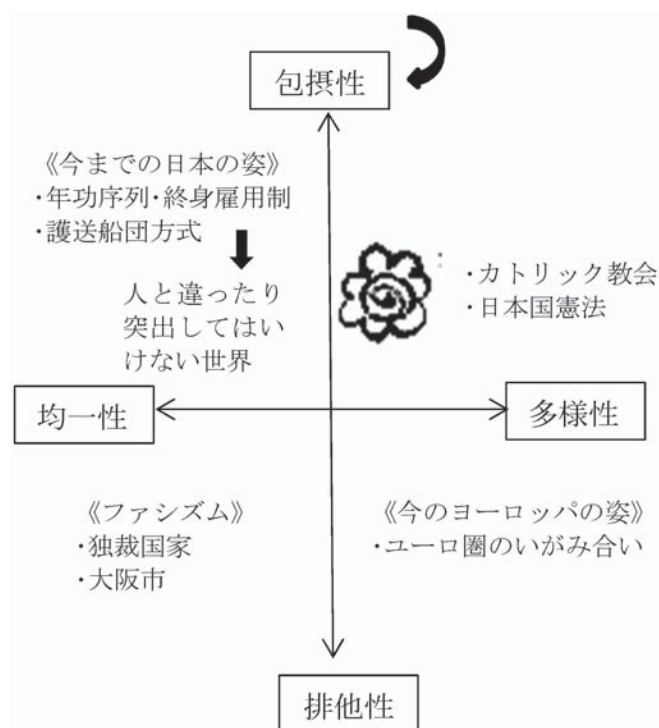 包摂性
《今までの日本の姿》
・年功序列・終身雇用制
・護送船団方式
人と違ったり
突出してはい
けない世界
・カトリック教会
・日本国憲法
均一性
多様性
《ファシズム》
・独裁国家
・大阪市
《今のヨーロッパの姿》
・ユーロ圏のいがみ合い
排他性